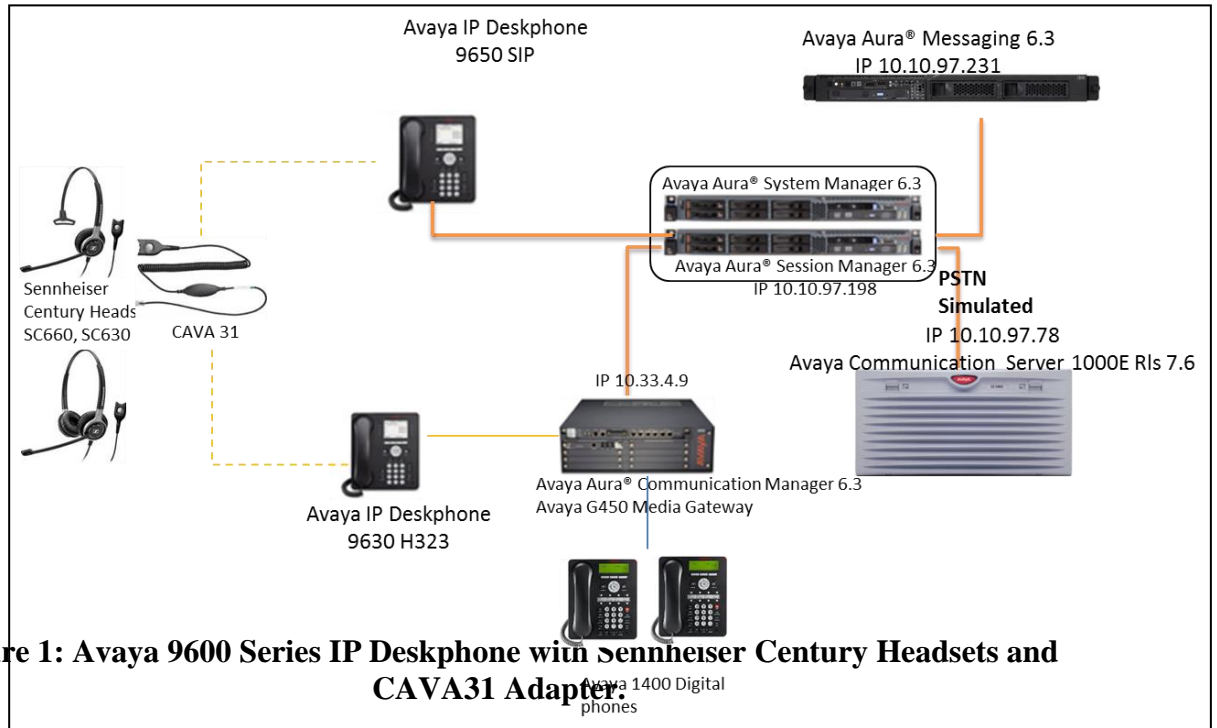 Avaya IP Deskphone
9650 SIP
Avaya Aura® Messaging 6.3
IP 10.10.97.231
Avaya Aura® System Manager 6.3
Avaya Aura® Session Manager 6.3
IP 10.10.97.198
Sennheiser
Century Heads
SC660, SC630
CAVA 31
PSTN
Simulated
IP 10.10.97.78
Avaya Communication Server 1000E Rls 7.6
IP 10.33.4.9
AVAYA
Avaya Aura® Communication Manager 6.3
Avaya G450 Media Gateway
Avaya IP Deskphone
9630 H323
re 1: Avaya 9600 Series IP Deskphone with Sennheiser Century Headsets and
CAVA31 Adapter.
Avaya 1400 Digital
phones